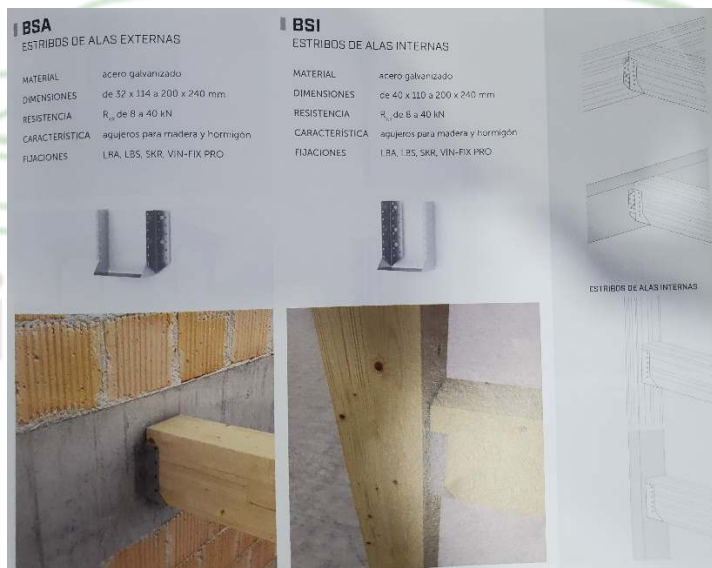 BSA
ESTRIBOS DE ALAS EXTERNAS
MATERIAL acero galvanizado
DIMENSIONES de 32 x 114 a 200 x 240 mm
RESISTENCIA de 8 a 40 kN
CARACTERÍSTICA agujeros para madera y hormigón
FIJACIONES LBA, LBS, SKR, VIN-FIX PRO
BSI
ESTRIBOS DE ALAS INTERNAS
MATERIAL acero galvanizado
DIMENSIONES de 40 x 110 a 200 x 240 mm
RESISTENCIA de 8 a 40 kN
CARACTERÍSTICA agujeros para madera y hormigón
FIJACIONES LBA, LBS, SKR, VIN-FIX PRO
ESTRIBOS DE ALAS INTERNAS